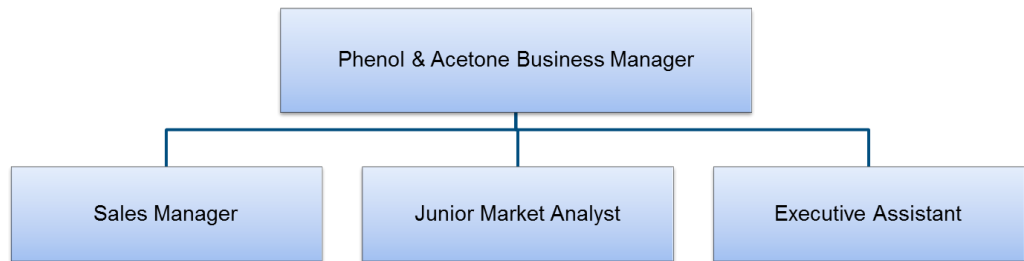 Phenol & Acetone Business Manager
Sales Manager
Junior Market Analyst
Executive Assistant